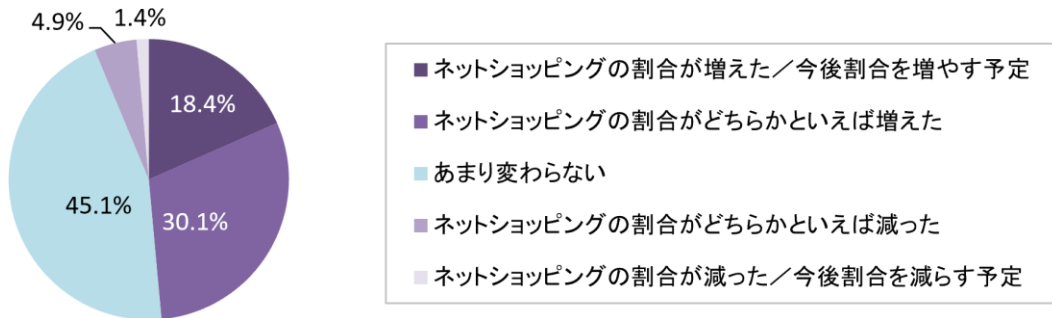 4.9%
1.4%
18.4%
45.1%
30.1%
ネットショッピングの割合が増えた／今後割合を増やす予定
ネットショッピングの割合がどちらかといえば増えた
あまり変わらない
ネットショッピングの割合がどちらかといえば減った
ネットショッピングの割合が減った／今後割合を減らす予定